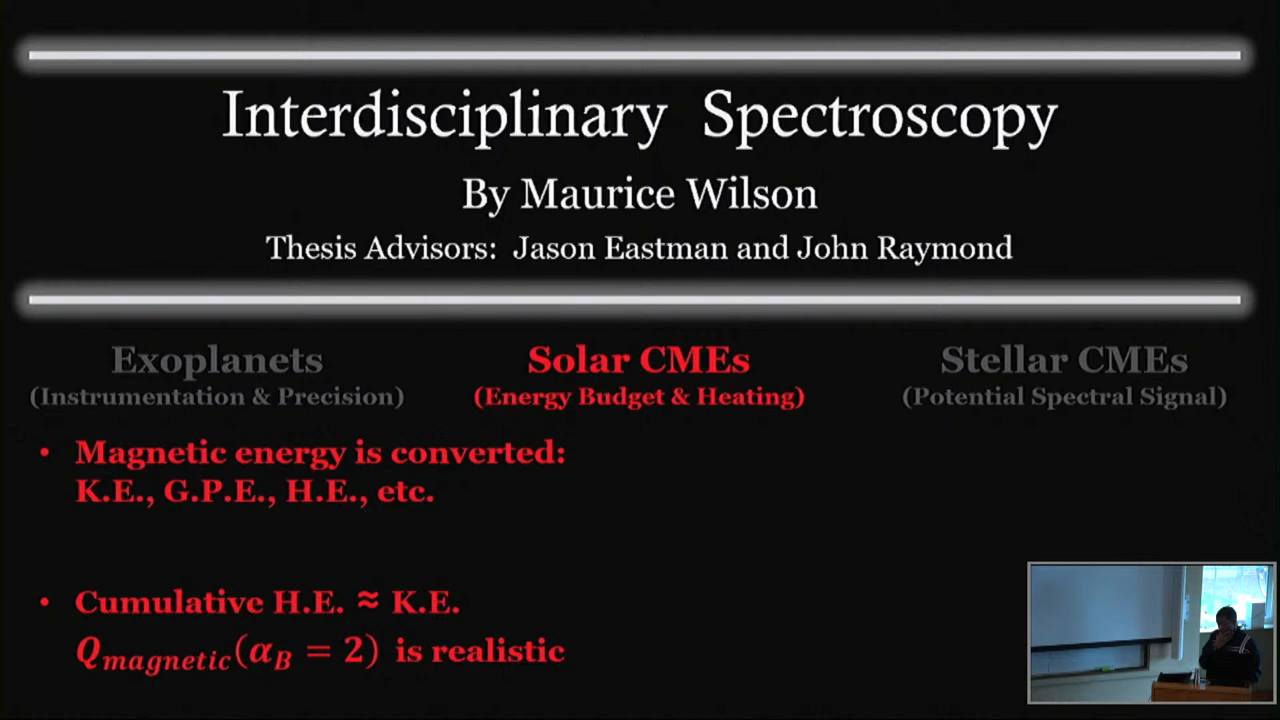 Interdisciplinary Spectroscopy
By Maurice Wilson
Thesis Advisors: Jason Eastman and John Raymond
Exoplanets
(Instrumentation & Precision)
Solar CMEs
(Energy Budget & Heating)
Stellar CMEs
(Potential Spectral Signal)
• Magnetic energy is converted:
K.E., G.P.E., H.E., etc.
• Cumulative H.E. ≈ K.E.
Q_magnetic(α_B = 2) is realistic